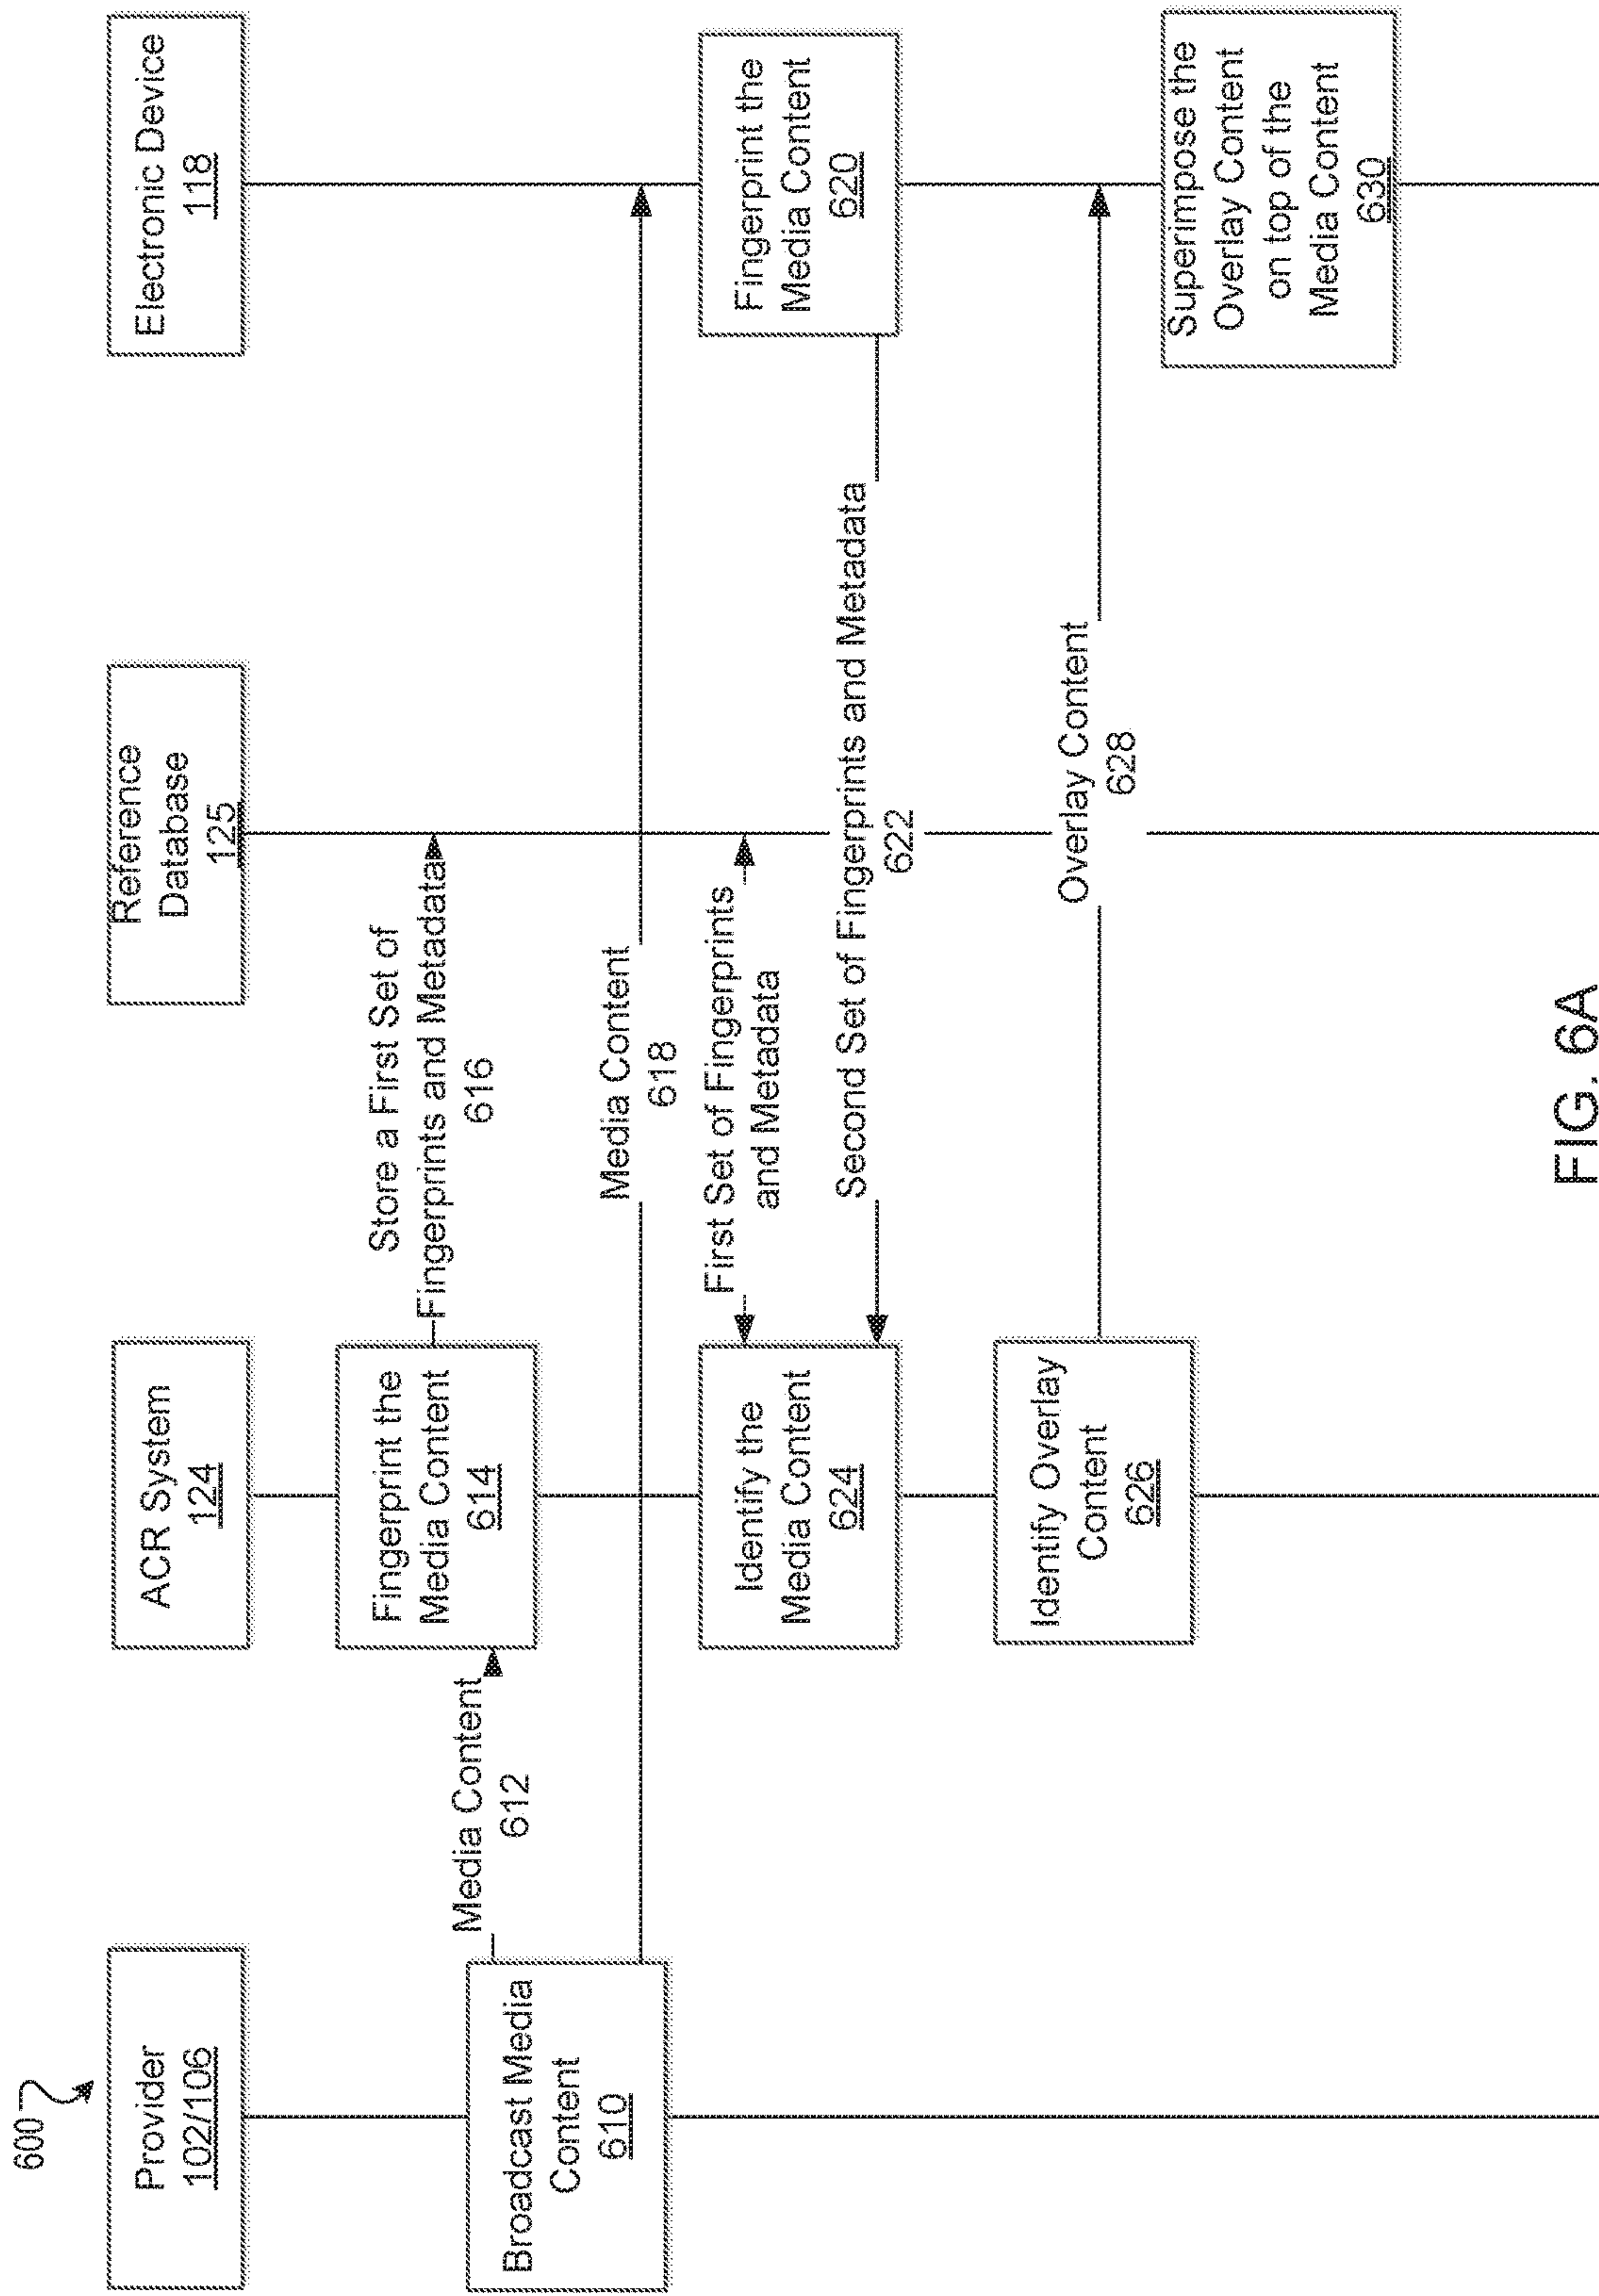 600
Provider
102/106
ACR System
124
Reference
Database
125
Electronic Device
118
Broadcast Media
Content
610
Media Content
612
Fingerprint the
Media Content
614
Store a First Set of
Fingerprints and Metadata
616
Media Content
618
Fingerprint the
Media Content
620
First Set of Fingerprints
and Metadata
Second Set of Fingerprints and Metadata
622
Identify the
Media Content
624
Identify Overlay
Content
626
Overlay Content
628
Superimpose the
Overlay Content
on top of the
Media Content
630
FIG. 6A